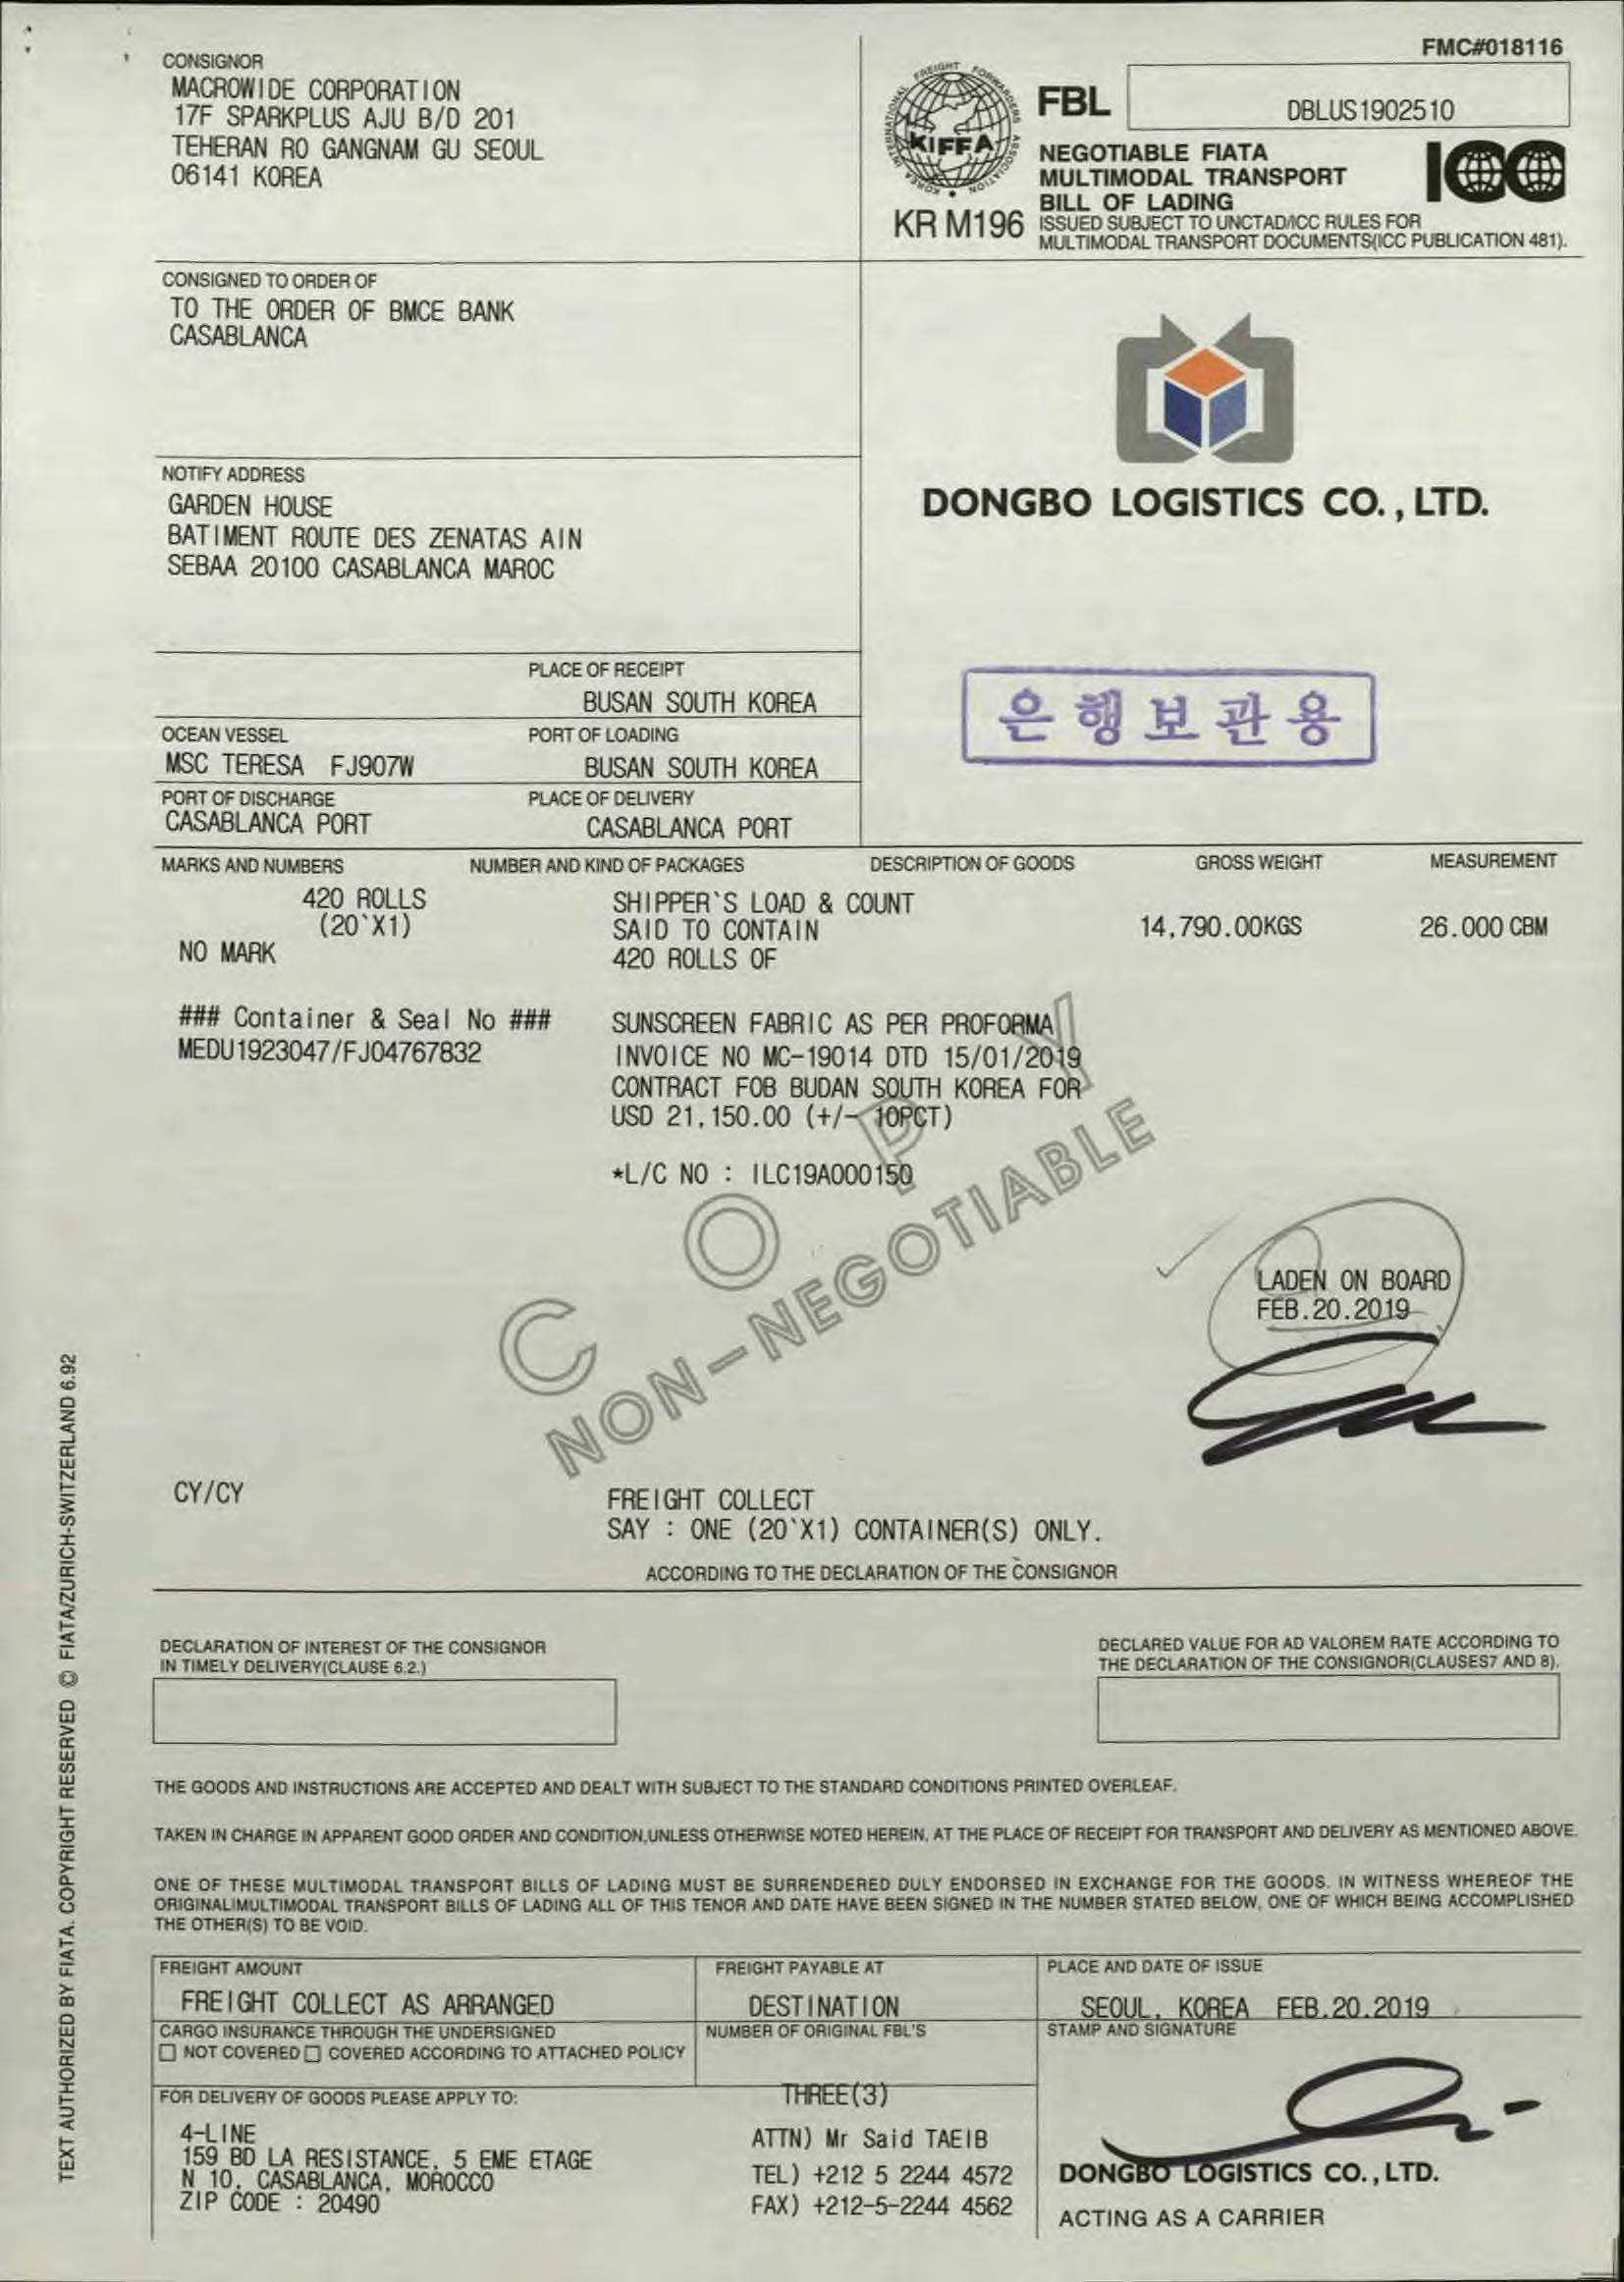 FMC#018116
CONSIGNOR
MACROWIDE CORPORATION
17F SPARKPLUS AJU B/D 201
TEHERAN RO GANGNAM GU SEOUL
06141 KOREA
KOREA INTERNATIONAL FREIGHT FORWARDERS ASSOCIATION
KIFFA
KR M196
FBL
DBLUS1902510
NEGOTIABLE FIATA
MULTIMODAL TRANSPORT
BILL OF LADING
ICC
ISSUED SUBJECT TO UNCTAD/ICC RULES FOR
MULTIMODAL TRANSPORT DOCUMENTS(ICC PUBLICATION 481).
CONSIGNED TO ORDER OF
TO THE ORDER OF BMCE BANK
CASABLANCA
DONGBO LOGISTICS CO., LTD.
NOTIFY ADDRESS
GARDEN HOUSE
BATIMENT ROUTE DES ZENATAS AIN
SEBAA 20100 CASABLANCA MAROC
은행보관용
PLACE OF RECEIPT
BUSAN SOUTH KOREA
OCEAN VESSEL
MSC TERESA FJ907W
PORT OF LOADING
BUSAN SOUTH KOREA
PORT OF DISCHARGE
CASABLANCA PORT
PLACE OF DELIVERY
CASABLANCA PORT
MARKS AND NUMBERS NUMBER AND KIND OF PACKAGES DESCRIPTION OF GOODS GROSS WEIGHT MEASUREMENT
420 ROLLS SHIPPER`S LOAD & COUNT
(20`X1) SAID TO CONTAIN 14,790.00KGS 26.000 CBM
NO MARK 420 ROLLS OF
### Container & Seal No ### SUNSCREEN FABRIC AS PER PROFORMA
MEDU1923047/FJ04767832 INVOICE NO MC-19014 DTD 15/01/2019
CONTRACT FOB BUDAN SOUTH KOREA FOR
USD 21,150.00 (+/- 10PCT)
*L/C NO : ILC19A000150
COPY
NON-NEGOTIABLE
LADEN ON BOARD
FEB.20.2019
CY/CY FREIGHT COLLECT
SAY : ONE (20`X1) CONTAINER(S) ONLY.
ACCORDING TO THE DECLARATION OF THE CONSIGNOR
DECLARATION OF INTEREST OF THE CONSIGNOR
IN TIMELY DELIVERY(CLAUSE 6.2.)
DECLARED VALUE FOR AD VALOREM RATE ACCORDING TO
THE DECLARATION OF THE CONSIGNOR(CLAUSES7 AND 8).
THE GOODS AND INSTRUCTIONS ARE ACCEPTED AND DEALT WITH SUBJECT TO THE STANDARD CONDITIONS PRINTED OVERLEAF.
TAKEN IN CHARGE IN APPARENT GOOD ORDER AND CONDITION,UNLESS OTHERWISE NOTED HEREIN, AT THE PLACE OF RECEIPT FOR TRANSPORT AND DELIVERY AS MENTIONED ABOVE.
ONE OF THESE MULTIMODAL TRANSPORT BILLS OF LADING MUST BE SURRENDERED DULY ENDORSED IN EXCHANGE FOR THE GOODS. IN WITNESS WHEREOF THE
ORIGINALIMULTIMODAL TRANSPORT BILLS OF LADING ALL OF THIS TENOR AND DATE HAVE BEEN SIGNED IN THE NUMBER STATED BELOW, ONE OF WHICH BEING ACCOMPLISHED
THE OTHER(S) TO BE VOID.
FREIGHT AMOUNT
FREIGHT COLLECT AS ARRANGED
FREIGHT PAYABLE AT
DESTINATION
PLACE AND DATE OF ISSUE
SEOUL, KOREA FEB.20.2019
CARGO INSURANCE THROUGH THE UNDERSIGNED
☐ NOT COVERED ☐ COVERED ACCORDING TO ATTACHED POLICY
NUMBER OF ORIGINAL FBL'S
THREE(3)
STAMP AND SIGNATURE
FOR DELIVERY OF GOODS PLEASE APPLY TO:
4-LINE
159 BD LA RESISTANCE, 5 EME ETAGE
N 10, CASABLANCA, MOROCCO
ZIP CODE : 20490
ATTN) Mr Said TAEIB
TEL) +212 5 2244 4572
FAX) +212-5-2244 4562
DONGBO LOGISTICS CO., LTD.
ACTING AS A CARRIER
TEXT AUTHORIZED BY FIATA. COPYRIGHT RESERVED © FIATA/ZURICH-SWITZERLAND 6.92